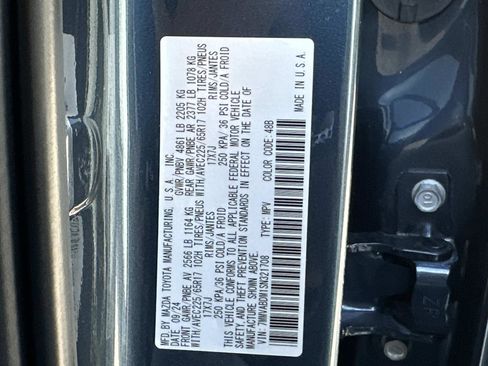 MFD.BY MAZDA TOYOTA MANUFACTURING, U.S.A., INC.
09/24 GVWR/PNBV 4861 LB 2205 KG
FRONT GAWR/PNBE AV 2566 LB 1164 KG REAR GAWR/PNBE AR 2377 LB 1078 KG
WITH/AVEC225/65R17 102H TIRES/PNEUS WITH/AVEC225/65R17 102H TIRES/PNEUS
17X7J RIMS/JANTES 17X7J RIMS/JANTES
250 KPA/36 PSI COLD/A FROID 250 KPA/36 PSI COLD/A FROID
THIS VEHICLE CONFORMS TO ALL APPLICABLE FEDERAL MOTOR VEHICLE
SAFETY AND THEFT PREVENTION STANDARDS IN EFFECT ON THE DATE OF
MANUFACTURE SHOWN ABOVE.
VIN: TYPE: MPV COLOR CODE: 48B MADE IN U.S.A.
ZF